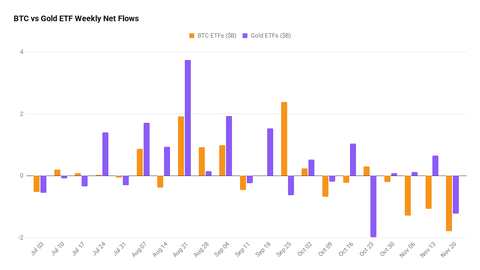 BTC vs Gold ETF Weekly Net Flows
BTC ETFs ($B) Gold ETFs ($B)
4
2
0
-2
Jul 03 Jul 10 Jul 17 Jul 24 Jul 31 Aug 07 Aug 14 Aug 21 Aug 28 Sep 04 Sep 11 Sep 18 Sep 25 Oct 02 Oct 09 Oct 16 Oct 23 Oct 30 Nov 06 Nov 13 Nov 20